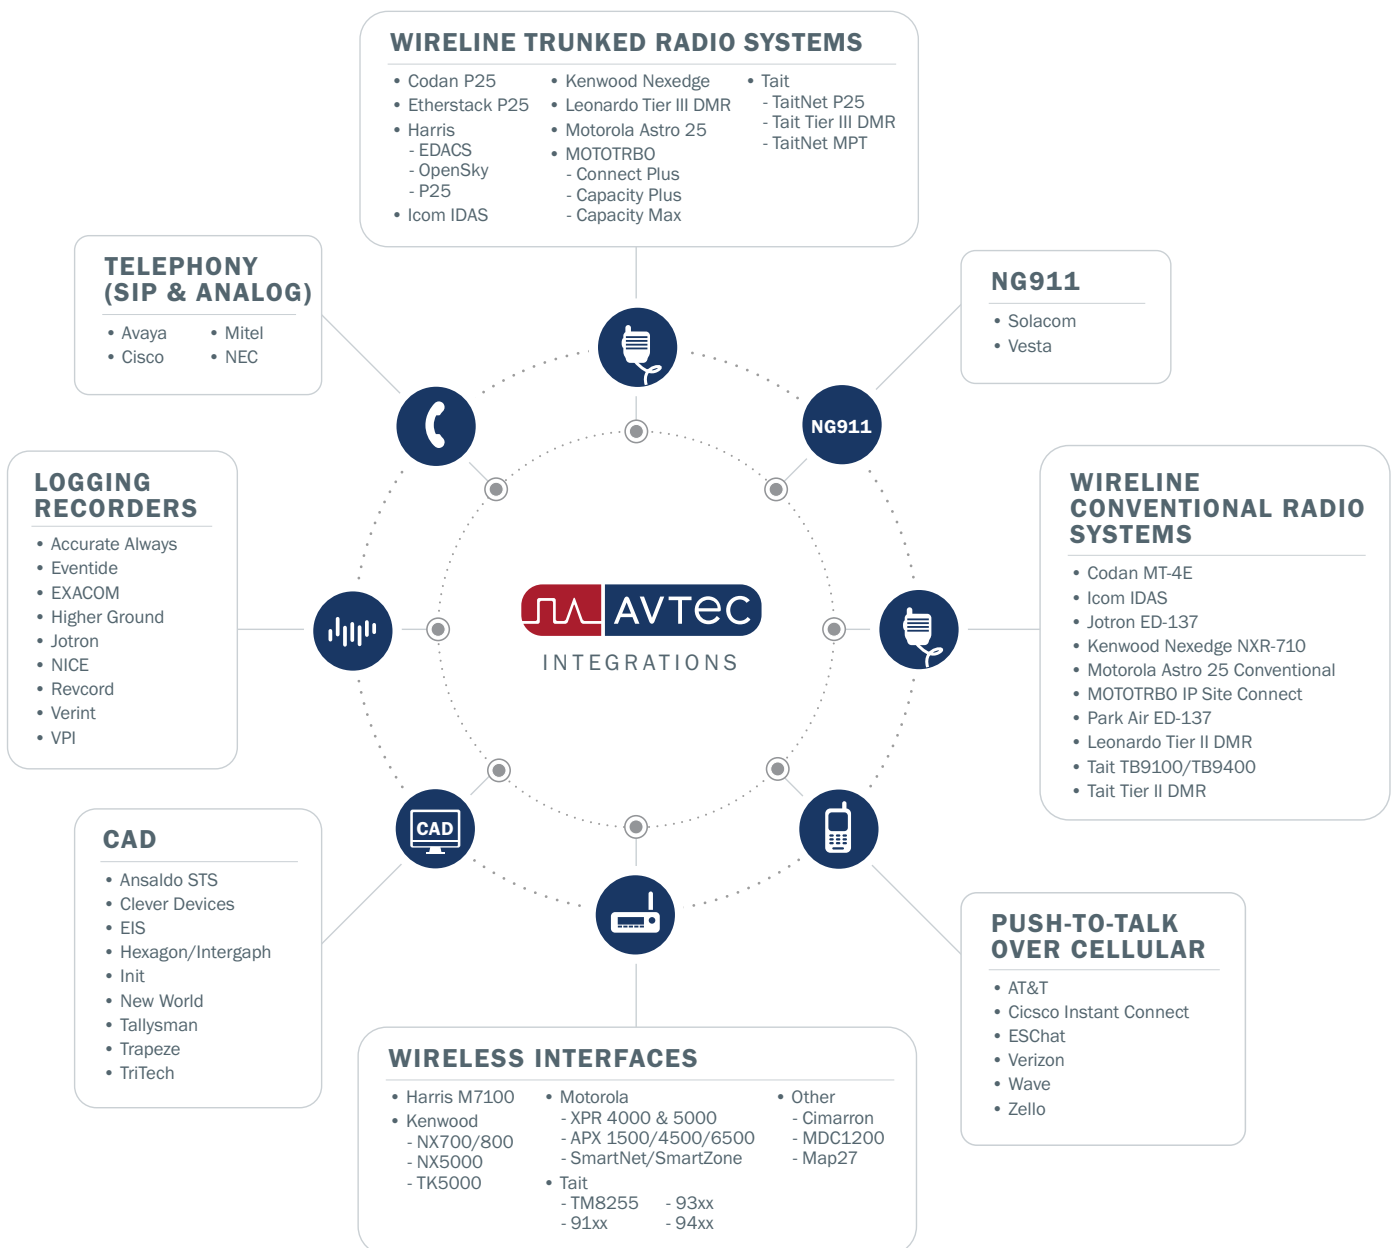 WIRELINE TRUNKED RADIO SYSTEMS
• Codan P25
• Etherstack P25
• Harris
- EDACS
- OpenSky
- P25
• Icom IDAS
• Kenwood Nexedge
• Leonardo Tier III DMR
• Motorola Astro 25
• MOTOTRBO
- Connect Plus
- Capacity Plus
- Capacity Max
• Tait
- TaitNet P25
- Tait Tier III DMR
- TaitNet MPT
TELEPHONY
(SIP & ANALOG)
• Avaya
• Cisco
• Mitel
• NEC
NG911
• Solacom
• Vesta
NG911
LOGGING
RECORDERS
• Accurate Always
• Eventide
• EXACOM
• Higher Ground
• Jotron
• NICE
• Revcord
• Verint
• VPI
AVTEC
INTEGRATIONS
WIRELINE
CONVENTIONAL RADIO
SYSTEMS
• Codan MT-4E
• Icom IDAS
• Jotron ED-137
• Kenwood Nexedge NXR-710
• Motorola Astro 25 Conventional
• MOTOTRBO IP Site Connect
• Park Air ED-137
• Leonardo Tier II DMR
• Tait TB9100/TB9400
• Tait Tier II DMR
CAD
CAD
• Ansaldo STS
• Clever Devices
• EIS
• Hexagon/Intergaph
• Init
• New World
• Tallysman
• Trapeze
• TriTech
PUSH-TO-TALK
OVER CELLULAR
• AT&T
• Cicsco Instant Connect
• ESChat
• Verizon
• Wave
• Zello
WIRELESS INTERFACES
• Harris M7100
• Kenwood
- NX700/800
- NX5000
- TK5000
• Motorola
- XPR 4000 & 5000
- APX 1500/4500/6500
- SmartNet/SmartZone
• Tait
- TM8255 - 93xx
- 91xx - 94xx
• Other
- Cimarron
- MDC1200
- Map27